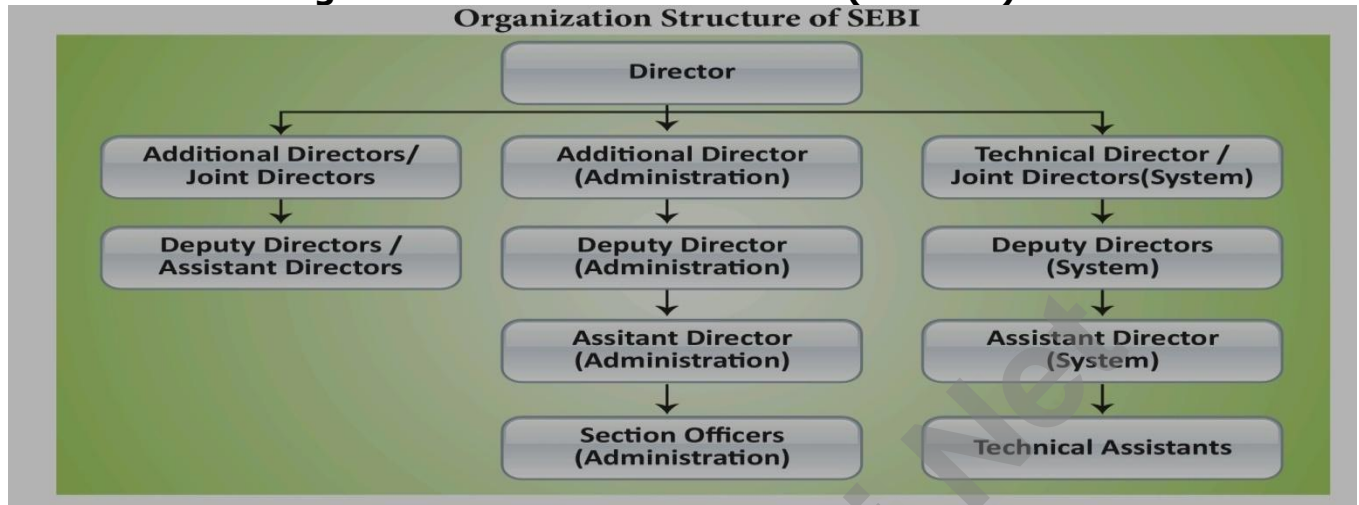 Organization Structure of SEBI
Director
Additional Directors/
Joint Directors
Additional Director
(Administration)
Technical Director /
Joint Directors(System)
Deputy Directors /
Assistant Directors
Deputy Director
(Administration)
Deputy Directors
(System)
Assitant Director
(Administration)
Assistant Director
(System)
Section Officers
(Administration)
Technical Assistants
Net